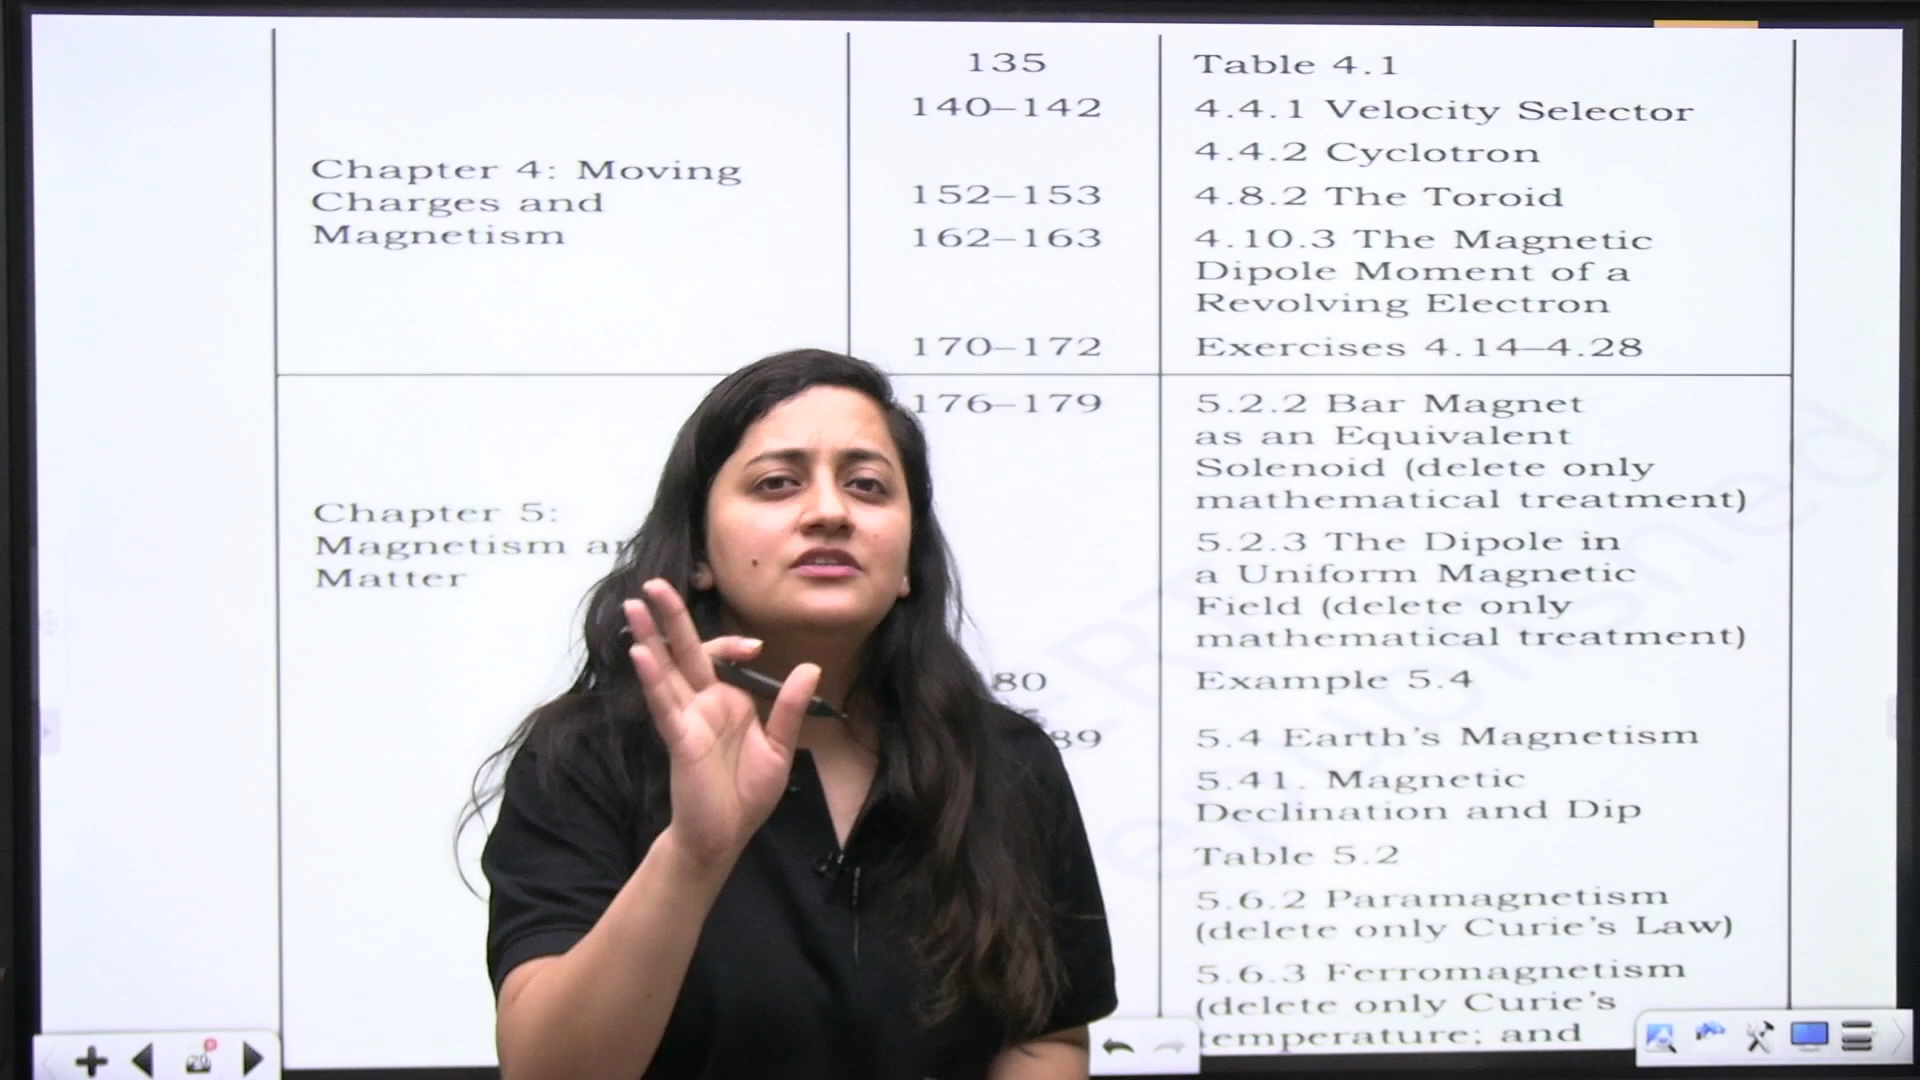 135
Table 4.1
140–142
4.4.1 Velocity Selector
4.4.2 Cyclotron
Chapter 4: Moving
Charges and
Magnetism
152–153
4.8.2 The Toroid
162–163
4.10.3 The Magnetic
Dipole Moment of a
Revolving Electron
170–172
Exercises 4.14–4.28
176–179
5.2.2 Bar Magnet
as an Equivalent
Solenoid (delete only
mathematical treatment)
Chapter 5:
Magnetism
Matter
5.2.3 The Dipole in
a Uniform Magnetic
Field (delete only
mathematical treatment)
80
Example 5.4
89
5.4 Earth's Magnetism
5.41. Magnetic
Declination and Dip
Table 5.2
5.6.2 Paramagnetism
(delete only Curie's Law)
5.6.3 Ferromagnetism
(delete only Curie's
temperature; and
20